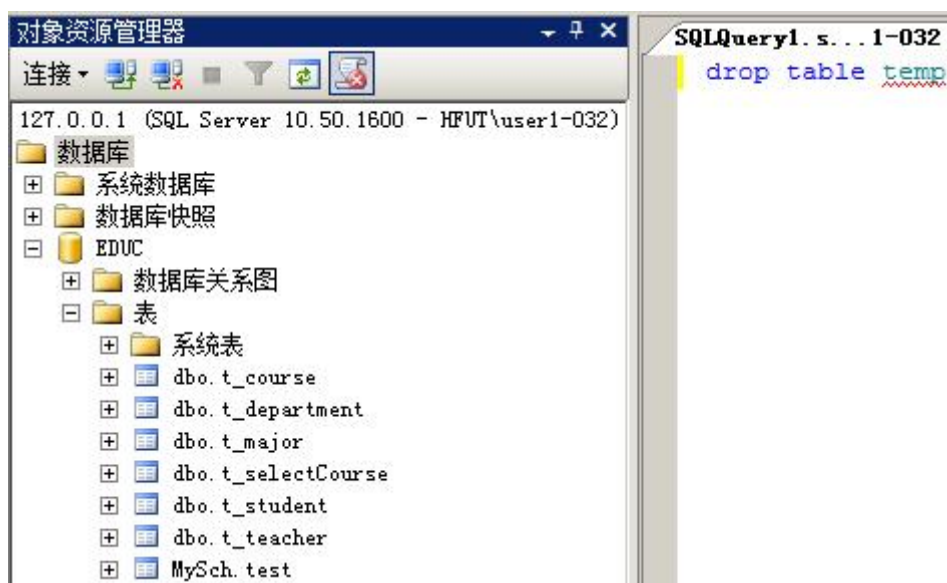 对象资源管理器
连接
127.0.0.1 (SQL Server 10.50.1600 - HFUT\user1-032)
数据库
系统数据库
数据库快照
EDUC
数据库关系图
表
系统表
dbo.t_course
dbo.t_department
dbo.t_major
dbo.t_selectCourse
dbo.t_student
dbo.t_teacher
MySch.test
SQLQuery1.s...1-032
drop table temp